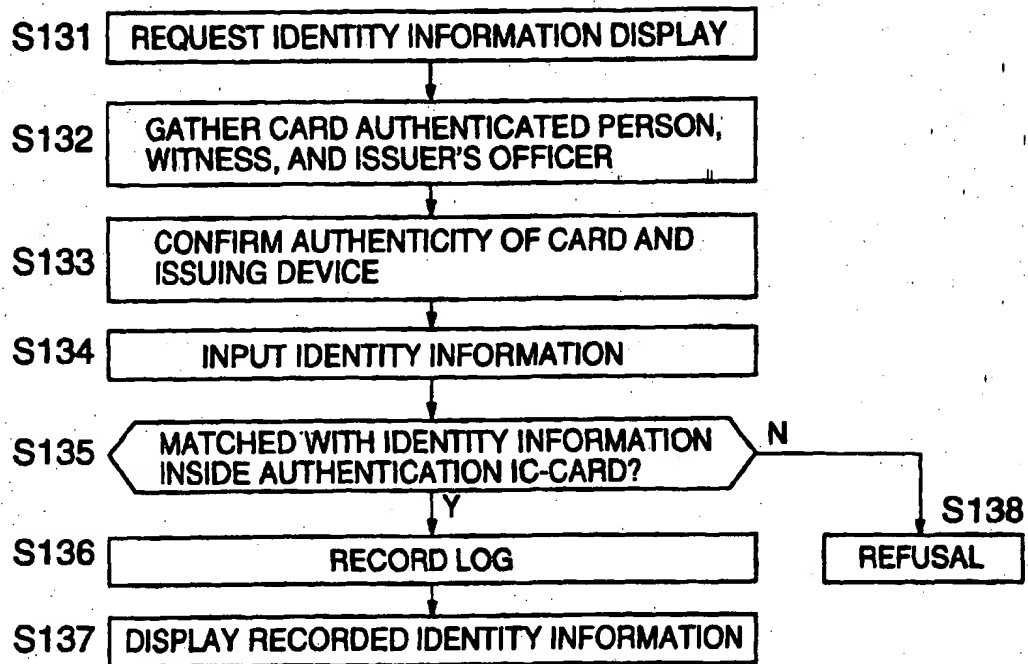 S131 REQUEST IDENTITY INFORMATION DISPLAY
S132 GATHER CARD AUTHENTICATED PERSON,
WITNESS, AND ISSUER'S OFFICER
S133 CONFIRM AUTHENTICITY OF CARD AND
ISSUING DEVICE
S134 INPUT IDENTITY INFORMATION
S135 MATCHED WITH IDENTITY INFORMATION
INSIDE AUTHENTICATION IC-CARD?
N
Y
S138
REFUSAL
S136 RECORD LOG
S137 DISPLAY RECORDED IDENTITY INFORMATION